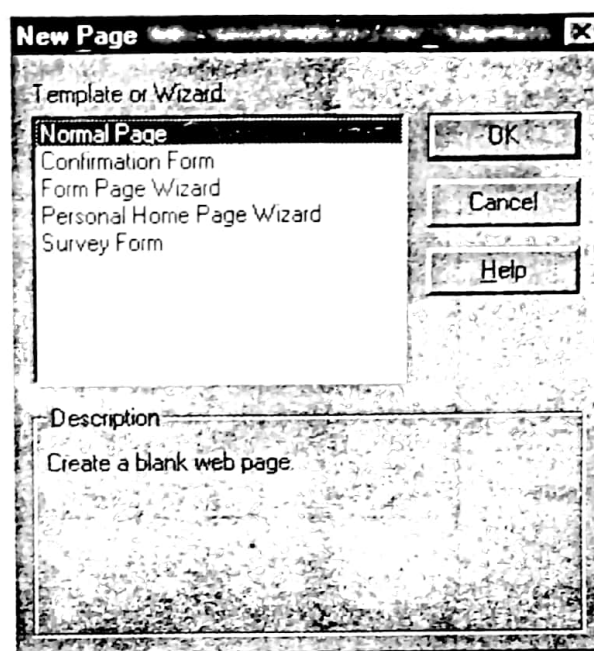 New Page
Template or Wizard:
Normal Page
Confirmation Form
Form Page Wizard
Personal Home Page Wizard
Survey Form
OK
Cancel
Help
Description
Create a blank web page.